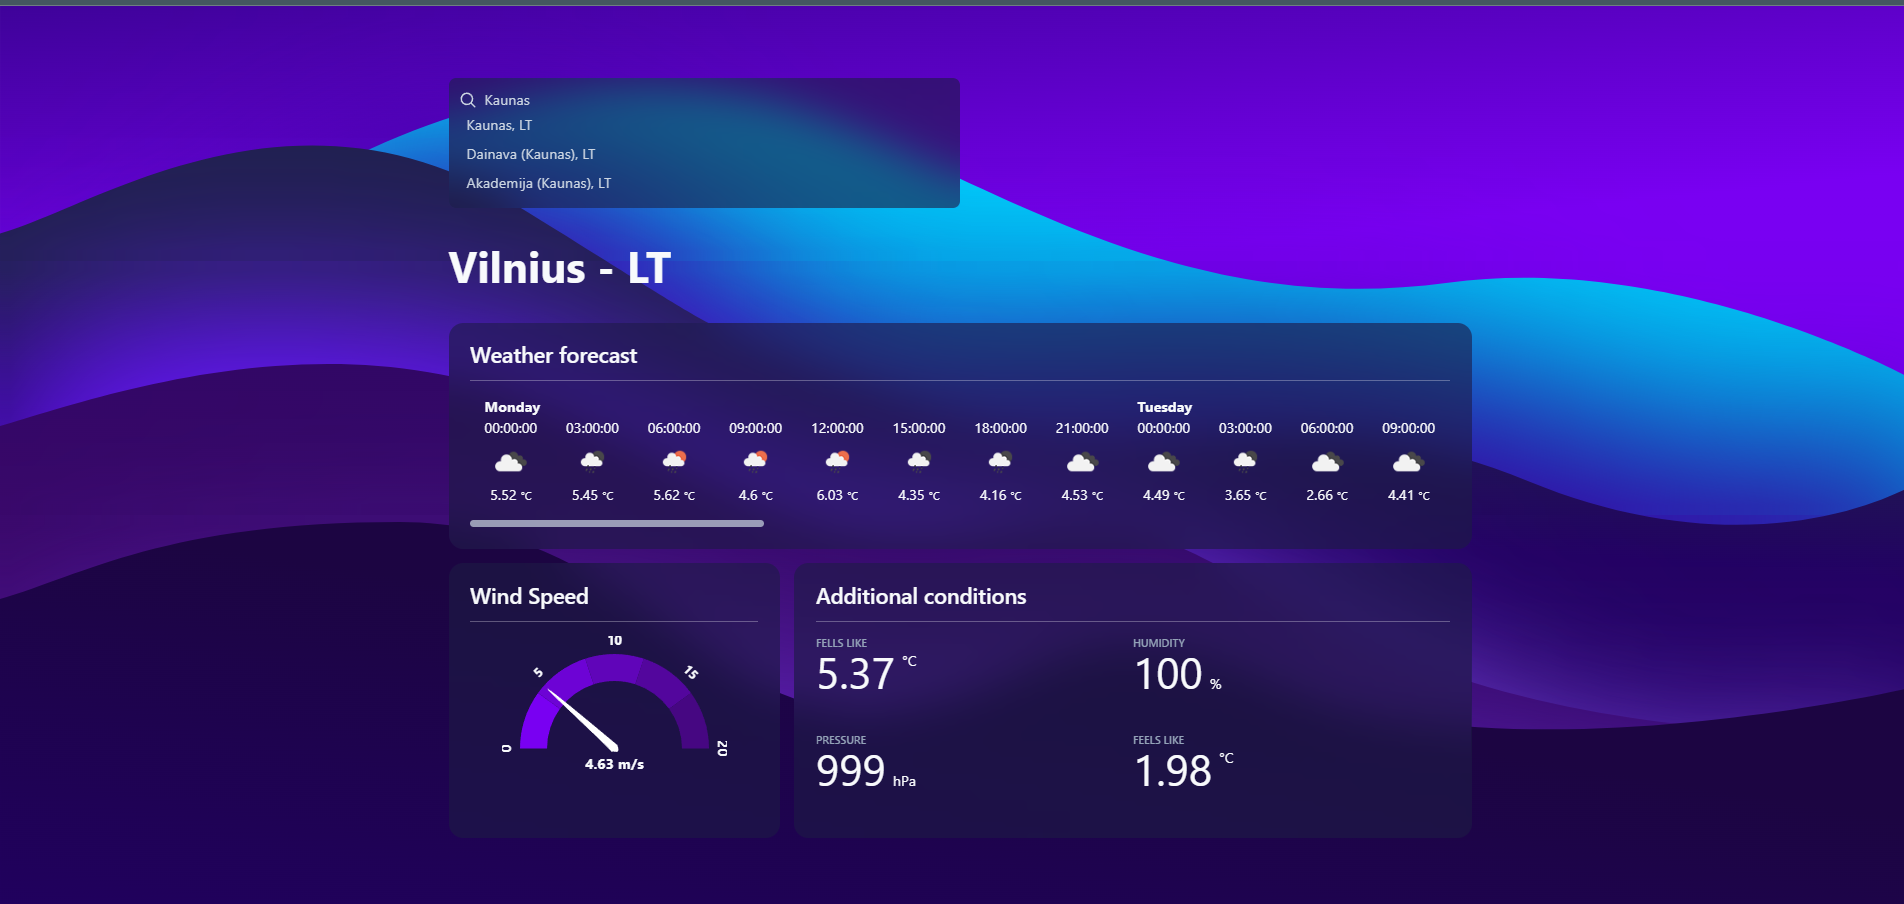 Kaunas
Kaunas, LT
Dainava (Kaunas), LT
Akademija (Kaunas), LT
Vilnius - LT
Weather forecast
Monday Tuesday
00:00:00 03:00:00 06:00:00 09:00:00 12:00:00 15:00:00 18:00:00 21:00:00 00:00:00 03:00:00 06:00:00 09:00:00
5.52 °C 5.45 °C 5.62 °C 4.6 °C 6.03 °C 4.35 °C 4.16 °C 4.53 °C 4.49 °C 3.65 °C 2.66 °C 4.41 °C
Wind Speed
0 5 10 15 20
4.63 m/s
Additional conditions
FELLS LIKE HUMIDITY
5.37 °C 100 %
PRESSURE FEELS LIKE
999 hPa 1.98 °C